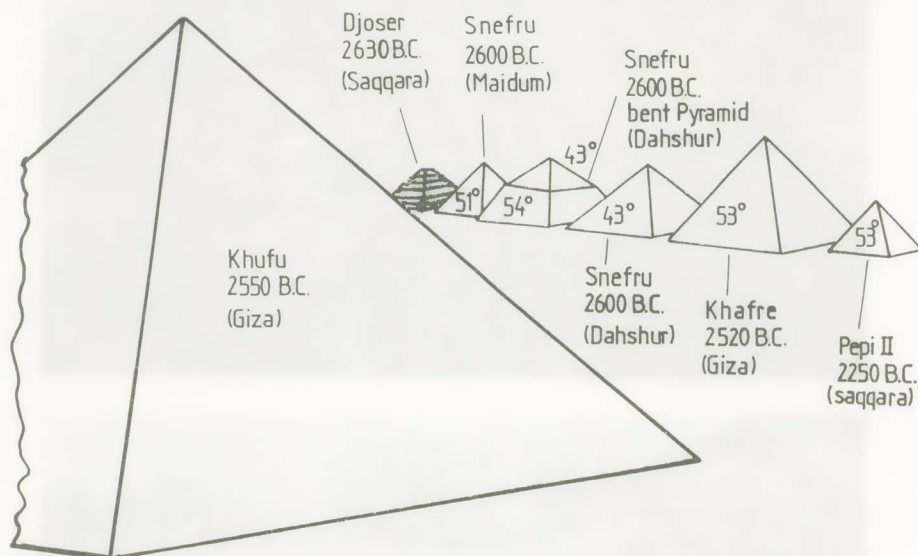 Djoser
2630 B.C.
(Saqqara)
Snefru
2600 B.C.
(Maidum)
Snefru
2600 B.C.
bent Pyramid
(Dahshur)
43°
51°
54°
43°
53°
53°
Khufu
2550 B.C.
(Giza)
Snefru
2600 B.C.
(Dahshur)
Khafre
2520 B.C.
(Giza)
Pepi II
2250 B.C.
(saqqara)